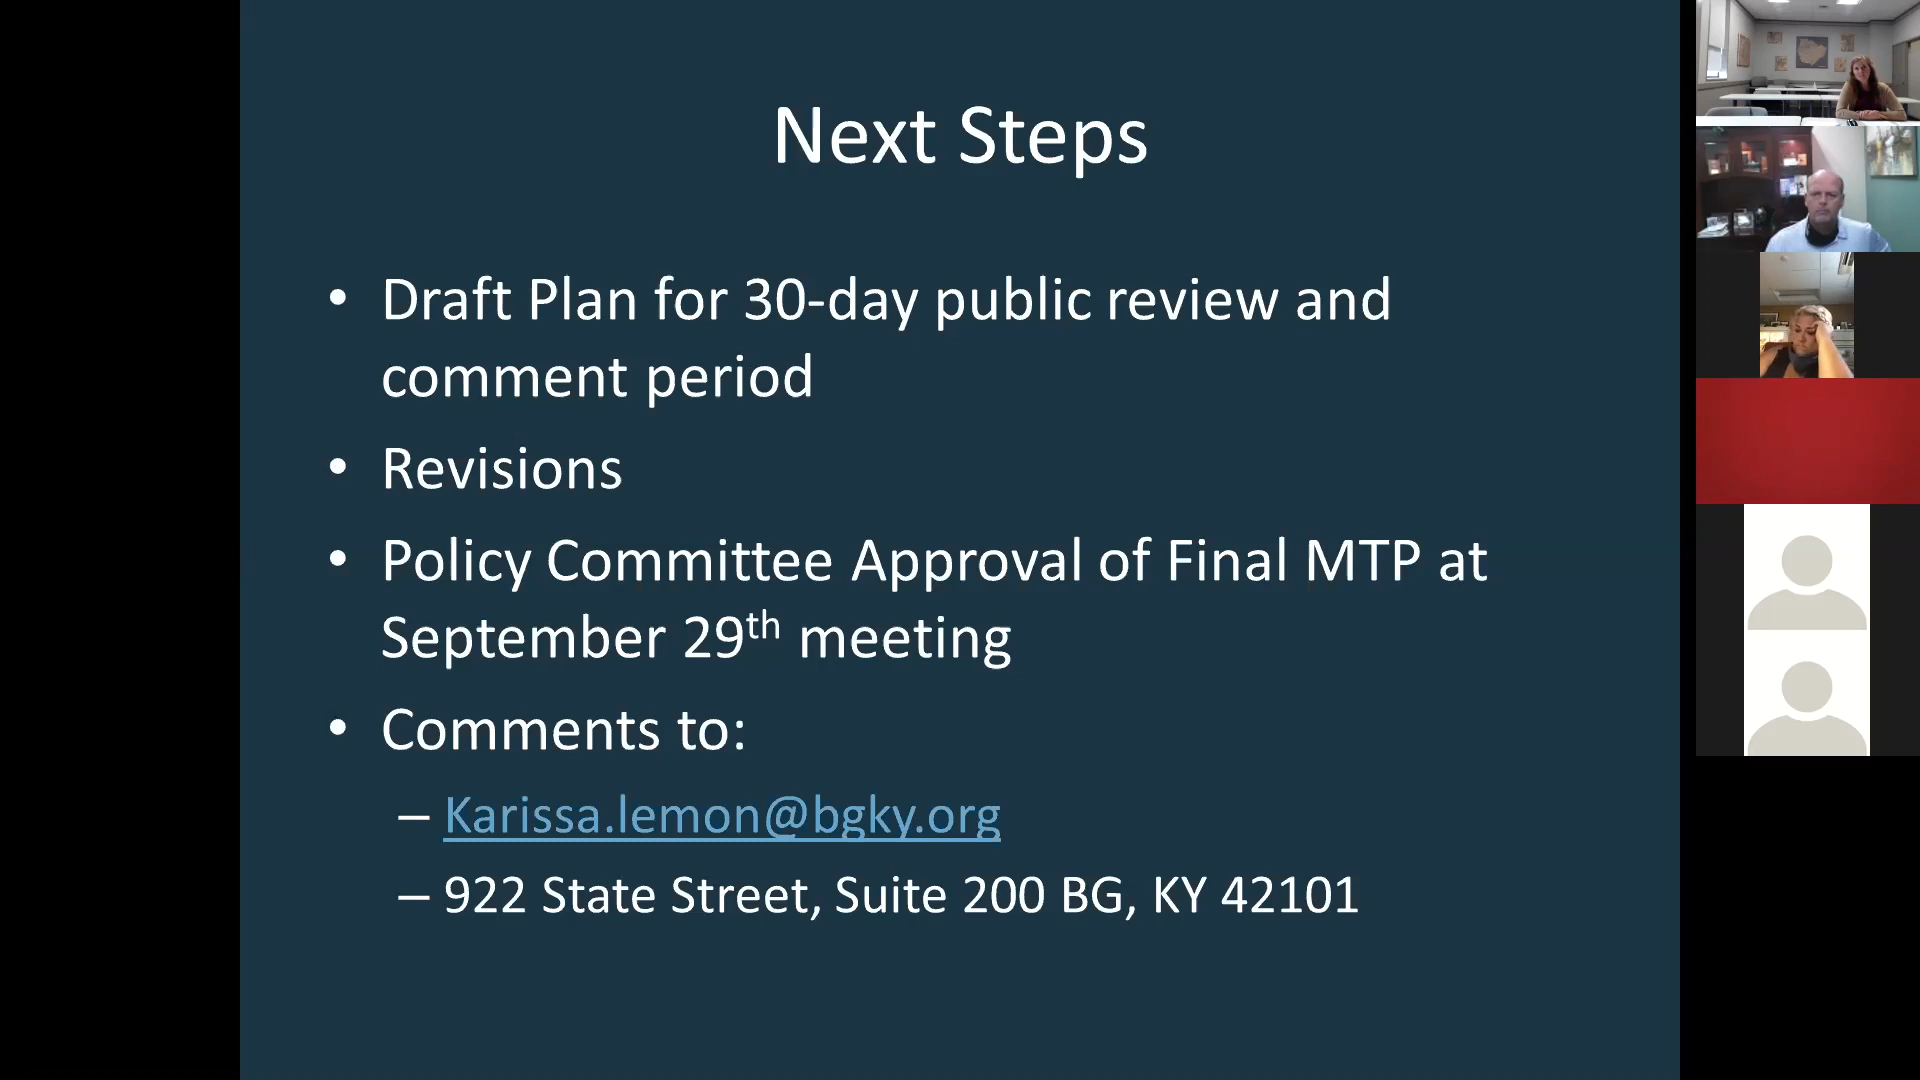 Next Steps
• Draft Plan for 30-day public review and
comment period
• Revisions
• Policy Committee Approval of Final MTP at
September 29th meeting
• Comments to:
– Karissa.lemon@bgky.org
– 922 State Street, Suite 200 BG, KY 42101